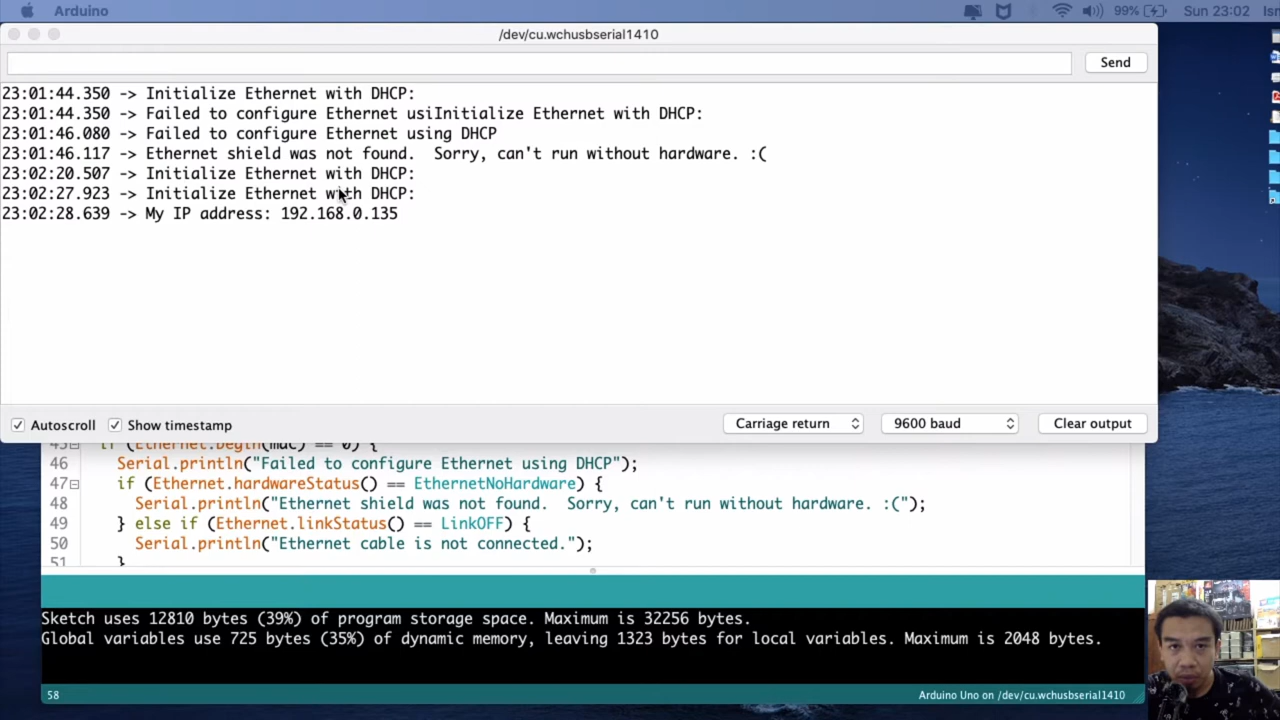 Arduino
99%
Sun 23:02
/dev/cu.wchusbserial1410
Send
23:01:44.350 -> Initialize Ethernet with DHCP:
23:01:44.350 -> Failed to configure Ethernet usiInitialize Ethernet with DHCP:
23:01:46.080 -> Failed to configure Ethernet using DHCP
23:01:46.117 -> Ethernet shield was not found.  Sorry, can't run without hardware. :(
23:02:20.507 -> Initialize Ethernet with DHCP:
23:02:27.923 -> Initialize Ethernet with DHCP:
23:02:28.639 -> My IP address: 192.168.0.135
Autoscroll
Show timestamp
Carriage return
9600 baud
Clear output
45 if (Ethernet.begin(mac) == 0) {
46 Serial.println("Failed to configure Ethernet using DHCP");
47 if (Ethernet.hardwareStatus() == EthernetNoHardware) {
48 Serial.println("Ethernet shield was not found.  Sorry, can't run without hardware. :(");
49 } else if (Ethernet.linkStatus() == LinkOFF) {
50 Serial.println("Ethernet cable is not connected.");
51 }
Sketch uses 12810 bytes (39%) of program storage space. Maximum is 32256 bytes.
Global variables use 725 bytes (35%) of dynamic memory, leaving 1323 bytes for local variables. Maximum is 2048 bytes.
58
Arduino Uno on /dev/cu.wchusbserial1410